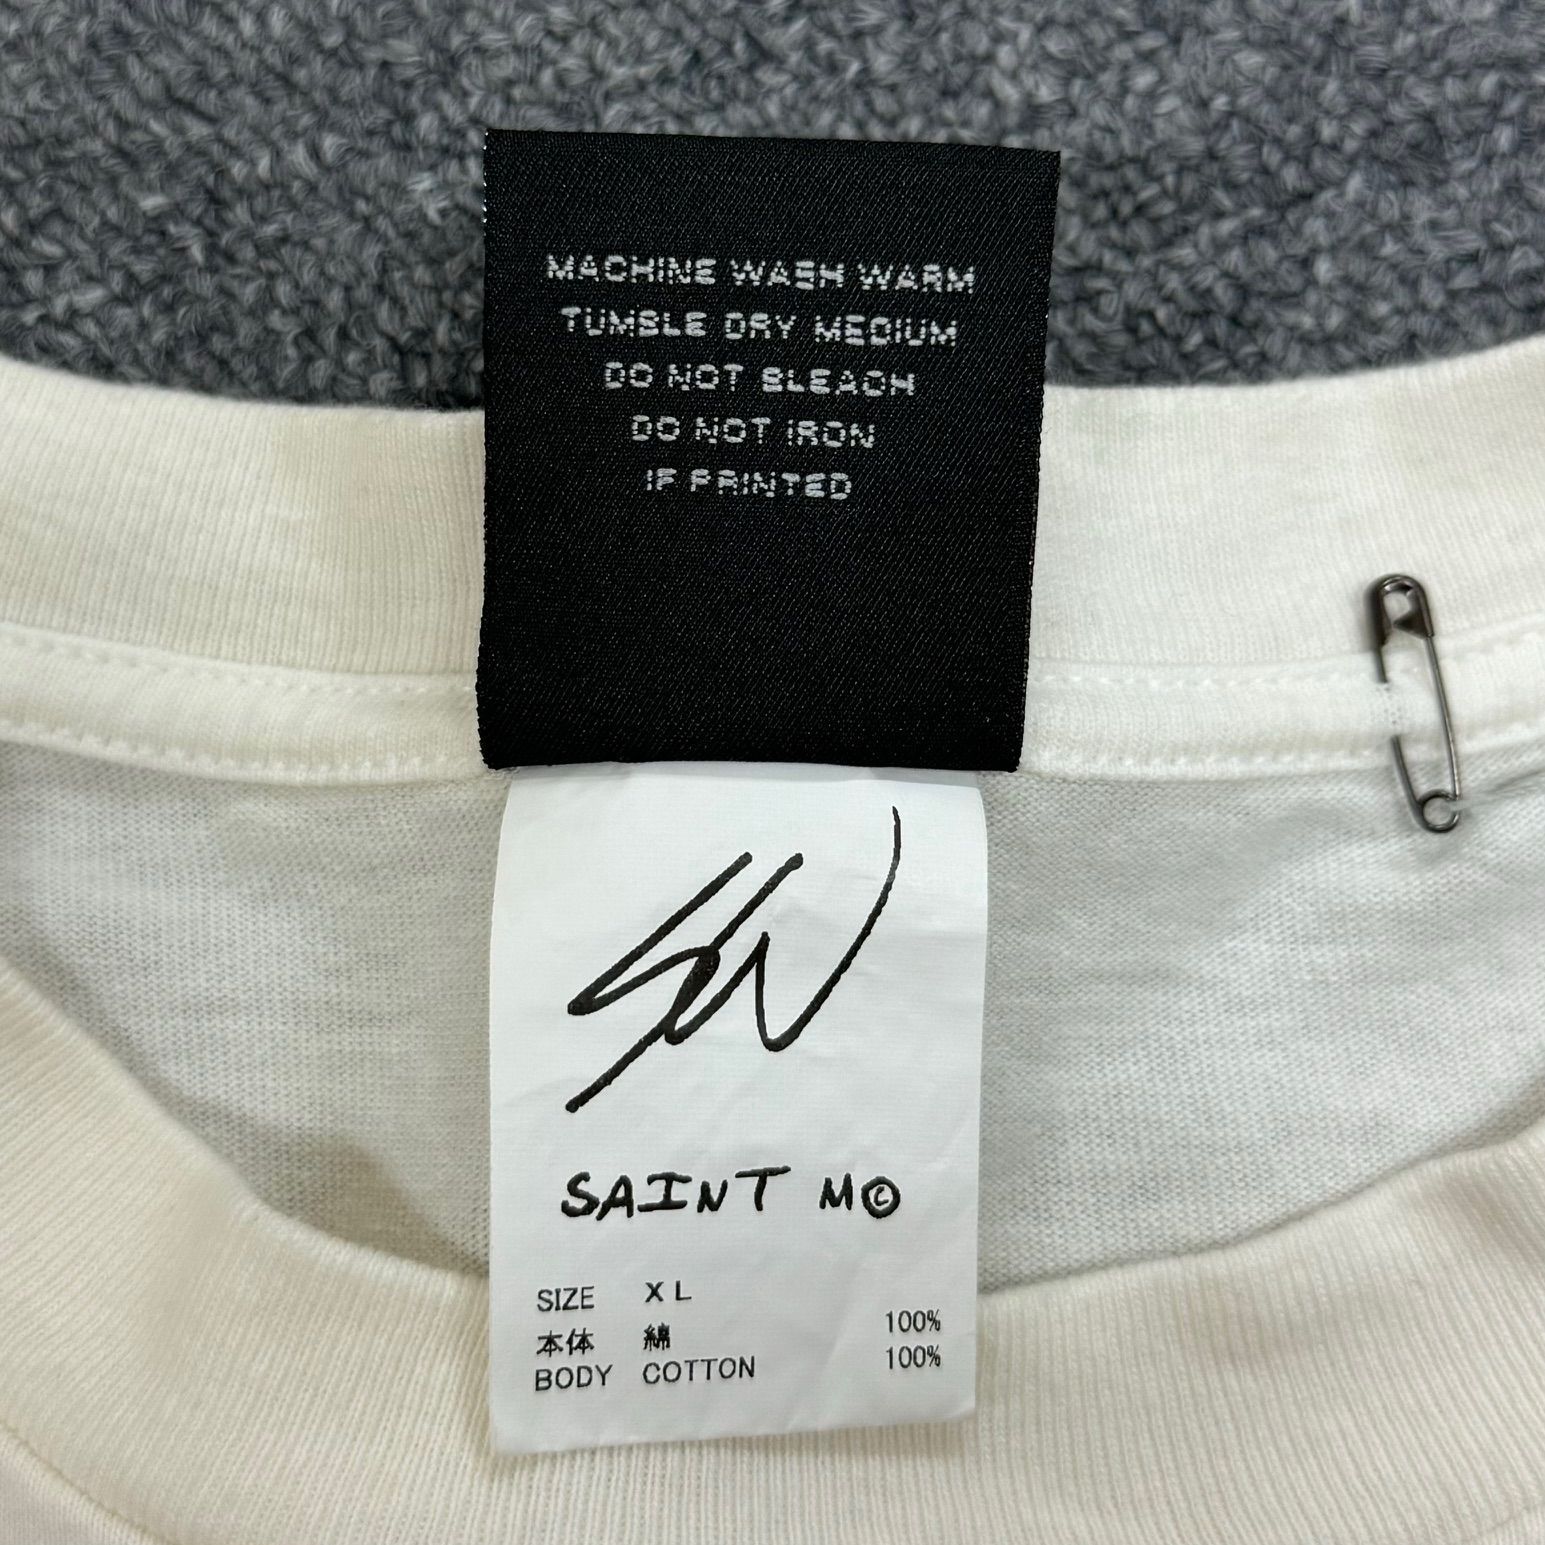 MACHINE WASH WARM
TUMBLE DRY MEDIUM
DO NOT BLEACH
DO NOT IRON
IF PRINTED
SAINT M©
SIZE XL
本体 綿 100%
BODY COTTON 100%